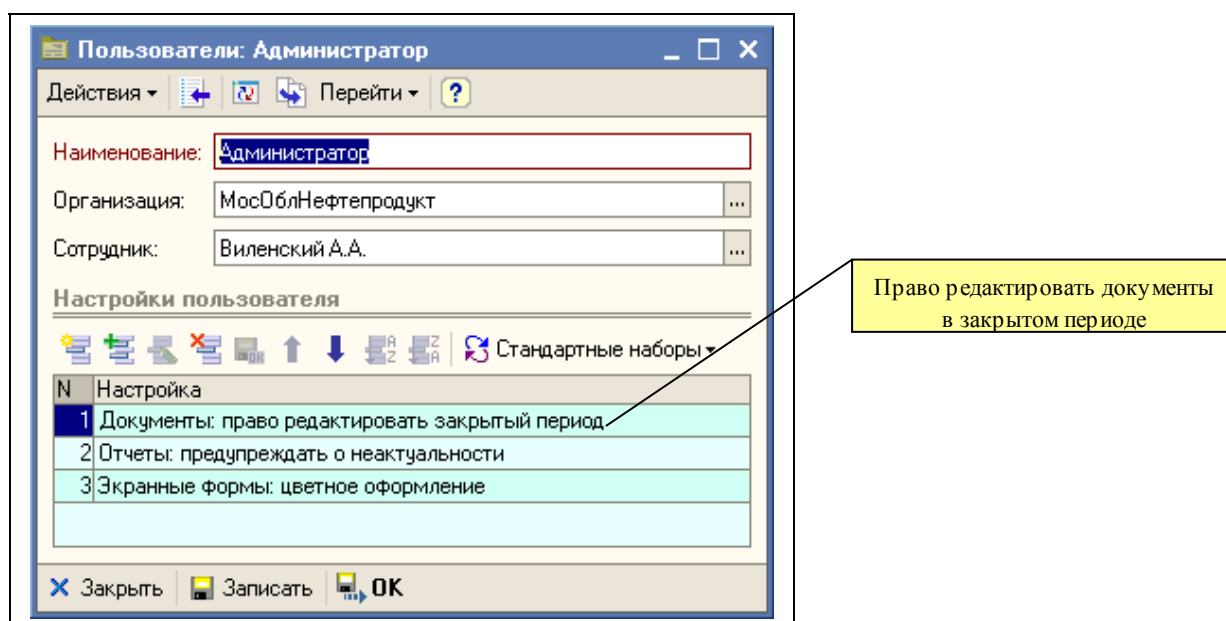 Пользователи: Администратор
Действия Перейти ?
Наименование: Администратор
Организация: МосОблНефтепродукт ...
Сотрудник: Виленский А.А. ...
Настройки пользователя
Стандартные наборы
N Настройка
1 Документы: право редактировать закрытый период
2 Отчеты: предупреждать о неактуальности
3 Экранные формы: цветное оформление
Закрыть Записать OK
Право редактировать документы
в закрытом периоде